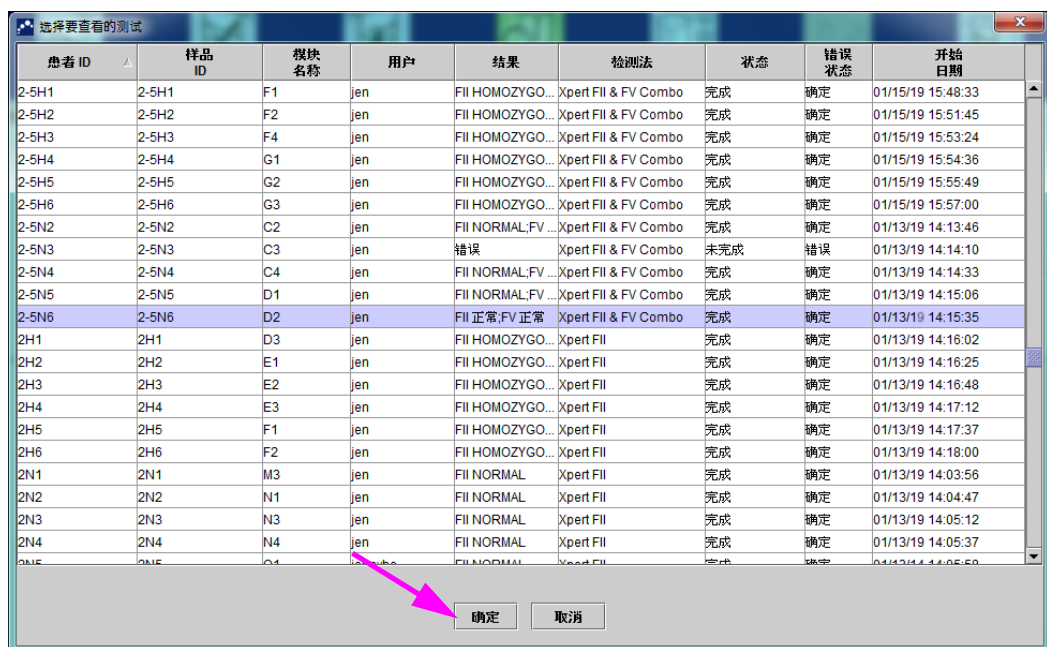 选择要查看的测试
患者 ID 样品 ID 模块 名称 用户 结果 检测法 状态 错误 状态 开始 日期
2-5H1 2-5H1 F1 jen FII HOMOZYGO... Xpert FII & FV Combo 完成 确定 01/15/19 15:48:33
2-5H2 2-5H2 F2 jen FII HOMOZYGO... Xpert FII & FV Combo 完成 确定 01/15/19 15:51:45
2-5H3 2-5H3 F4 jen FII HOMOZYGO... Xpert FII & FV Combo 完成 确定 01/15/19 15:53:24
2-5H4 2-5H4 G1 jen FII HOMOZYGO... Xpert FII & FV Combo 完成 确定 01/15/19 15:54:36
2-5H5 2-5H5 G2 jen FII HOMOZYGO... Xpert FII & FV Combo 完成 确定 01/15/19 15:55:49
2-5H6 2-5H6 G3 jen FII HOMOZYGO... Xpert FII & FV Combo 完成 确定 01/15/19 15:57:00
2-5N2 2-5N2 C2 jen FII NORMAL;FV ... Xpert FII & FV Combo 完成 确定 01/13/19 14:13:46
2-5N3 2-5N3 C3 jen 错误 Xpert FII & FV Combo 未完成 错误 01/13/19 14:14:10
2-5N4 2-5N4 C4 jen FII NORMAL;FV ... Xpert FII & FV Combo 完成 确定 01/13/19 14:14:33
2-5N5 2-5N5 D1 jen FII NORMAL;FV ... Xpert FII & FV Combo 完成 确定 01/13/19 14:15:06
2-5N6 2-5N6 D2 jen FII 正常;FV 正常 Xpert FII & FV Combo 完成 确定 01/13/19 14:15:35
2H1 2H1 D3 jen FII HOMOZYGO... Xpert FII 完成 确定 01/13/19 14:16:02
2H2 2H2 E1 jen FII HOMOZYGO... Xpert FII 完成 确定 01/13/19 14:16:25
2H3 2H3 E2 jen FII HOMOZYGO... Xpert FII 完成 确定 01/13/19 14:16:48
2H4 2H4 E3 jen FII HOMOZYGO... Xpert FII 完成 确定 01/13/19 14:17:12
2H5 2H5 F1 jen FII HOMOZYGO... Xpert FII 完成 确定 01/13/19 14:17:37
2H6 2H6 F2 jen FII HOMOZYGO... Xpert FII 完成 确定 01/13/19 14:18:00
2N1 2N1 M3 jen FII NORMAL Xpert FII 完成 确定 01/13/19 14:03:56
2N2 2N2 N1 jen FII NORMAL Xpert FII 完成 确定 01/13/19 14:04:47
2N3 2N3 N3 jen FII NORMAL Xpert FII 完成 确定 01/13/19 14:05:12
2N4 2N4 N4 jen FII NORMAL Xpert FII 完成 确定 01/13/19 14:05:37
确定 取消